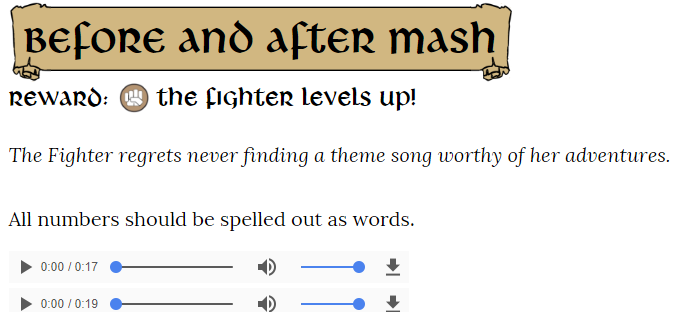 Before and after mash
Reward: the fighter levels up!
The Fighter regrets never finding a theme song worthy of her adventures.
All numbers should be spelled out as words.
0:00 / 0:17
0:00 / 0:19